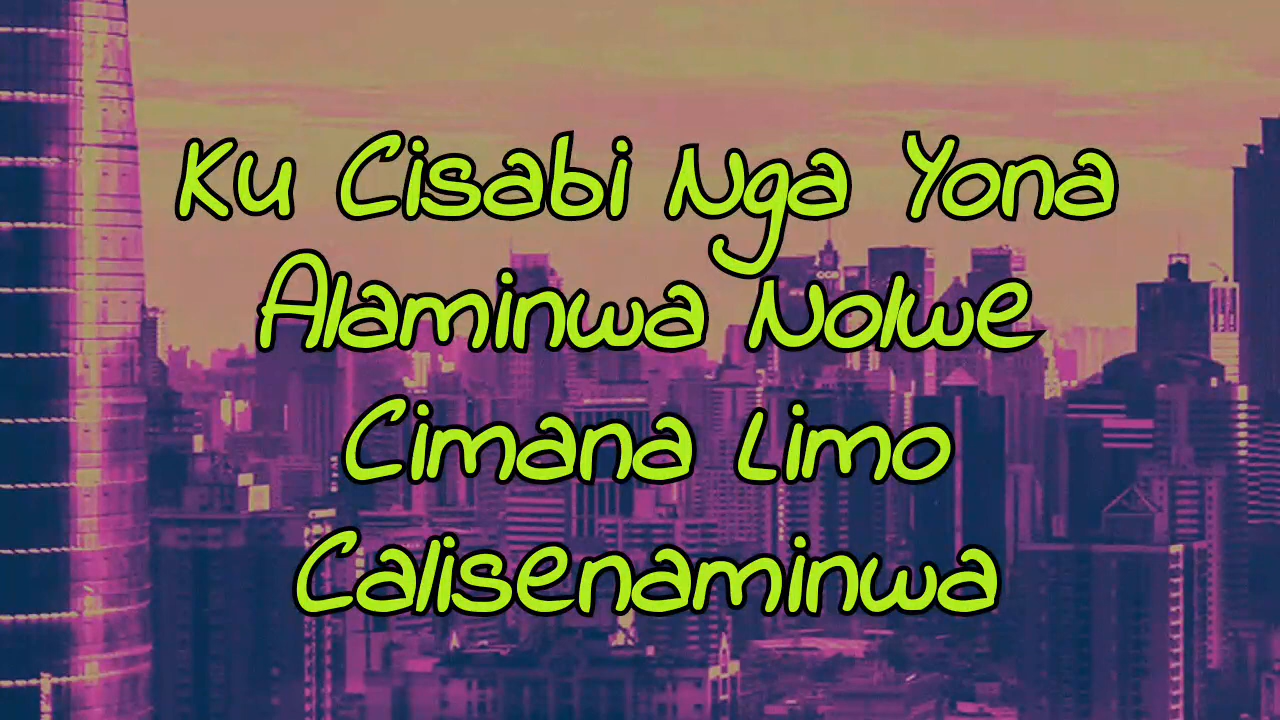 Ku Cisabi Nga Yona
Alaminwa Nolwe
Cimana Limo
Calisenaminwa